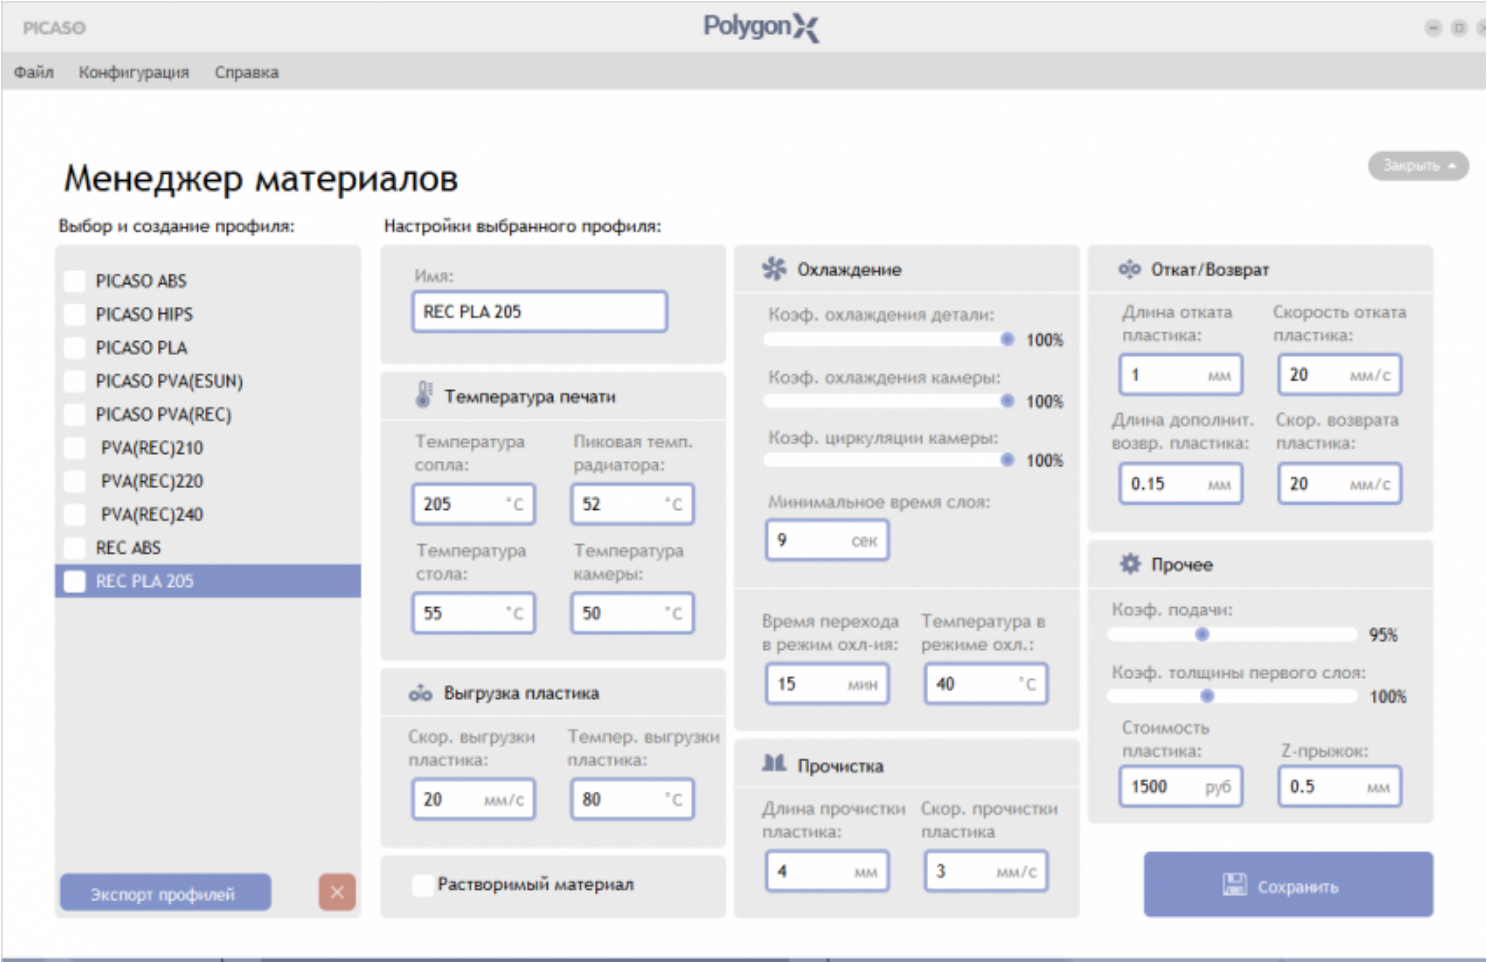 PICASO
PolygonX
Файл Конфигурация Справка
Менеджер материалов
Закрыть
Выбор и создание профиля:
PICASO ABS
PICASO HIPS
PICASO PLA
PICASO PVA(ESUN)
PICASO PVA(REC)
PVA(REC)210
PVA(REC)220
PVA(REC)240
REC ABS
REC PLA 205
Экспорт профилей
Настройки выбранного профиля:
Имя:
REC PLA 205
Температура печати
Температура
сопла:
205 °C
Пиковая темп.
радиатора:
52 °C
Температура
стола:
55 °C
Температура
камеры:
50 °C
Выгрузка пластика
Скор. выгрузки
пластика:
20 мм/с
Темпер. выгрузки
пластика:
80 °C
Растворимый материал
Охлаждение
Коэф. охлаждения детали:
100%
Коэф. охлаждения камеры:
100%
Коэф. циркуляции камеры:
100%
Минимальное время слоя:
9 сек
Время перехода
в режим охл-ия:
15 мин
Температура в
режиме охл.:
40 °C
Прочистка
Длина прочистки
пластика:
4 мм
Скор. прочистки
пластика
3 мм/с
Откат/Возврат
Длина отката
пластика:
1 мм
Скорость отката
пластика:
20 мм/с
Длина дополнит.
возвр. пластика:
0.15 мм
Скор. возврата
пластика:
20 мм/с
Прочее
Коэф. подачи:
95%
Коэф. толщины первого слоя:
100%
Стоимость
пластика:
1500 руб
Z-прыжок:
0.5 мм
Сохранить